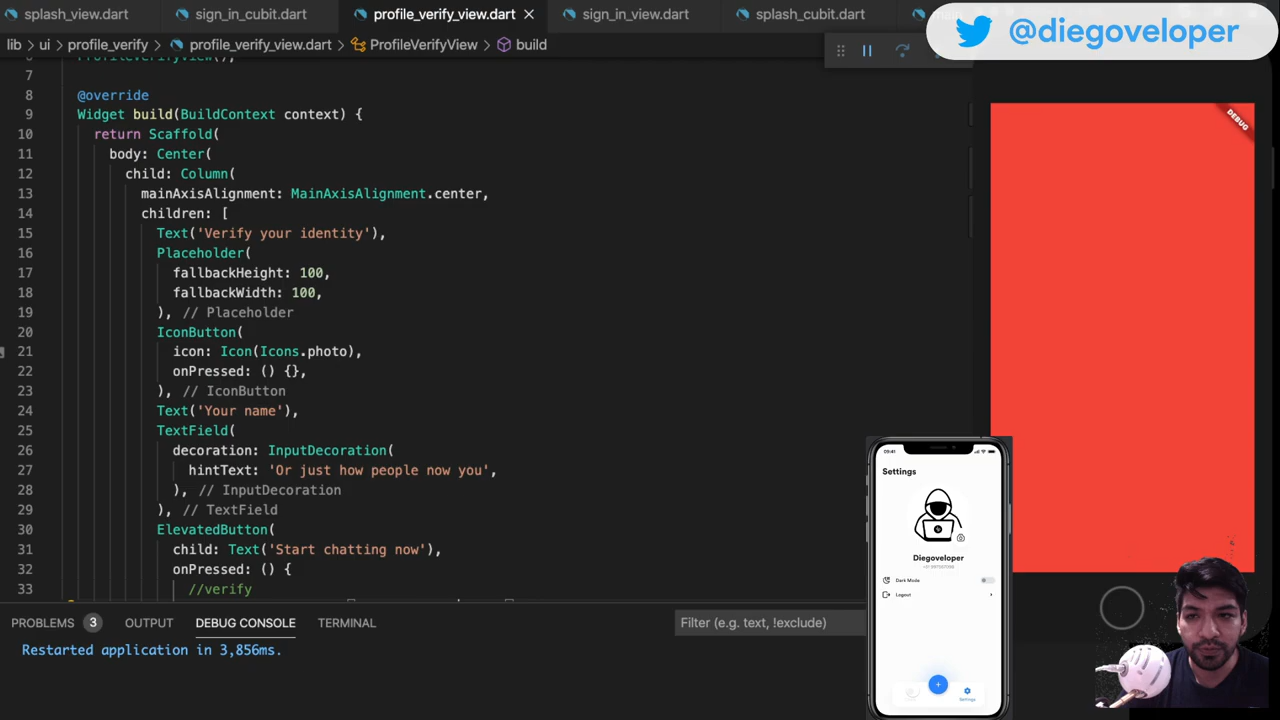 splash_view.dart
sign_in_cubit.dart
profile_verify_view.dart
sign_in_view.dart
splash_cubit.dart
@diegoveloper
lib > ui > profile_verify > profile_verify_view.dart > ProfileVerifyView > build
6 ProfileVerifyView();
7
8 @override
9 Widget build(BuildContext context) {
10 return Scaffold(
11 body: Center(
12 child: Column(
13 mainAxisAlignment: MainAxisAlignment.center,
14 children: [
15 Text('Verify your identity'),
16 Placeholder(
17 fallbackHeight: 100,
18 fallbackWidth: 100,
19 ), // Placeholder
20 IconButton(
21 icon: Icon(Icons.photo),
22 onPressed: () {},
23 ), // IconButton
24 Text('Your name'),
25 TextField(
26 decoration: InputDecoration(
27 hintText: 'Or just how people now you',
28 ), // InputDecoration
29 ), // TextField
30 ElevatedButton(
31 child: Text('Start chatting now'),
32 onPressed: () {
33 //verify
DEBUG
09:41
Settings
Diegoveloper
Dark Mode
Logout
Settings
PROBLEMS 3 OUTPUT DEBUG CONSOLE TERMINAL
Filter (e.g. text, !exclude)
Restarted application in 3,856ms.